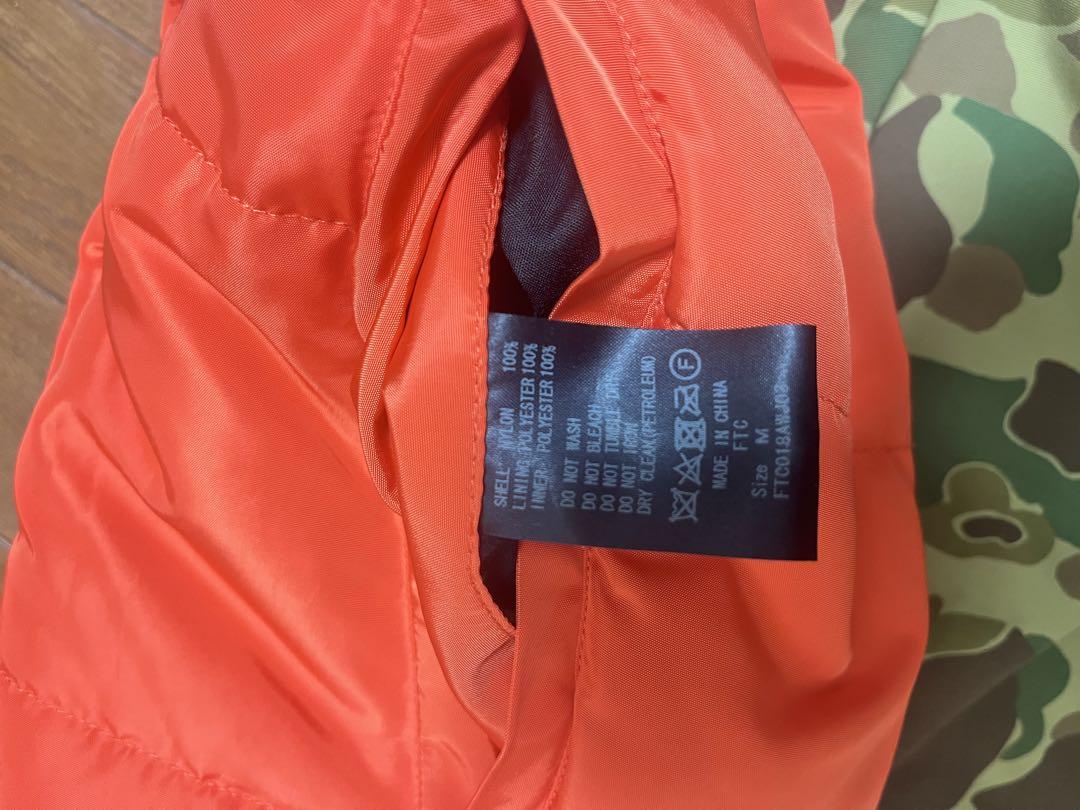 SHELL NYLON 100%
LINING POLYESTER 100%
INNER POLYESTER 100%
DO NOT WASH
DO NOT BLEACH
DO NOT TUMBLE DRY
DO NOT IRON
DRY CLEAN(PETROLEUM)
F
MADE IN CHINA
FTC
Size M